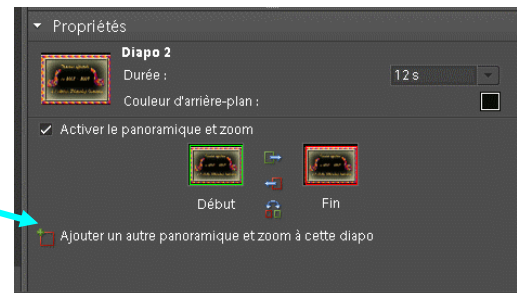 Propriétés
Diapo 2
Durée :
12 s
Couleur d'arrière-plan :
Activer le panoramique et zoom
Début
Fin
Ajouter un autre panoramique et zoom à cette diapo